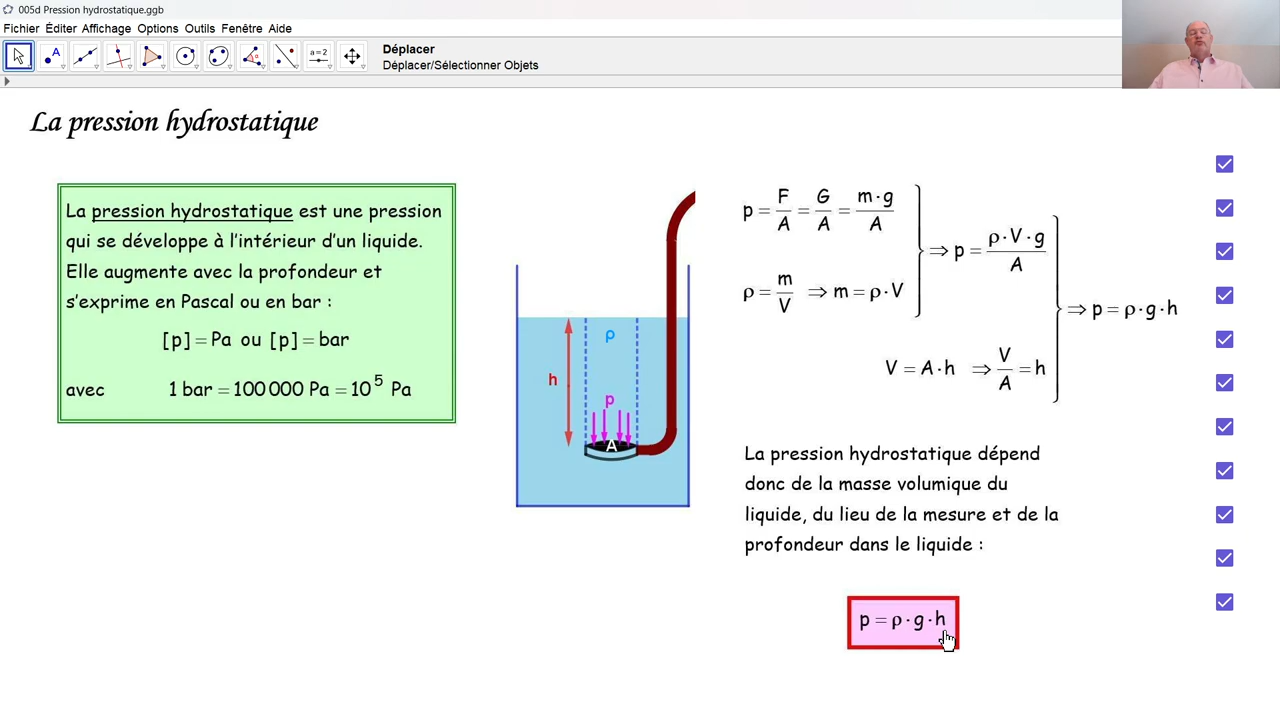 005d Pression hydrostatique.ggb
Fichier Éditer Affichage Options Outils Fenêtre Aide
A
a=2
Déplacer
Déplacer/Sélectionner Objets
La pression hydrostatique
La pression hydrostatique est une pression
qui se développe à l'intérieur d'un liquide.
Elle augmente avec la profondeur et
s'exprime en Pascal ou en bar :
[p] = Pa ou [p] = bar
avec 1 bar = 100 000 Pa = 10⁵ Pa
ρ
h
p
A
p = F/A = G/A = m·g/A
ρ = m/V ⇒ m = ρ·V
⇒ p = ρ·V·g/A
V = A·h ⇒ V/A = h
⇒ p = ρ·g·h
La pression hydrostatique dépend
donc de la masse volumique du
liquide, du lieu de la mesure et de la
profondeur dans le liquide :
p = ρ·g·h